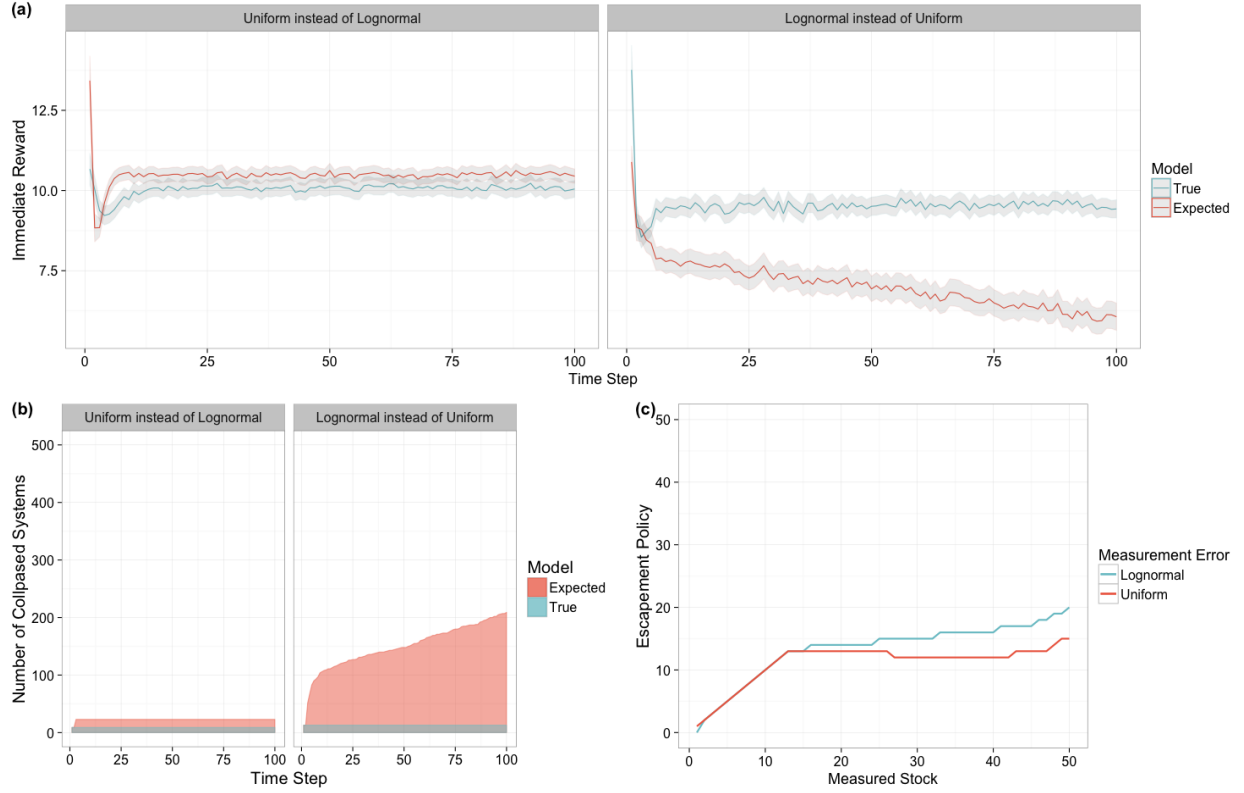 (a)
Uniform instead of Lognormal
Lognormal instead of Uniform
Immediate Reward
12.5
10.0
7.5
0
25
50
75
100
0
25
50
75
100
Time Step
Model
True
Expected
(b)
Uniform instead of Lognormal
Lognormal instead of Uniform
Number of Collpased Systems
500
400
300
200
100
0
0
25
50
75
100
0
25
50
75
100
Time Step
Model
Expected
True
(c)
Escapement Policy
50
40
30
20
10
0
0
10
20
30
40
50
Measured Stock
Measurement Error
Lognormal
Uniform